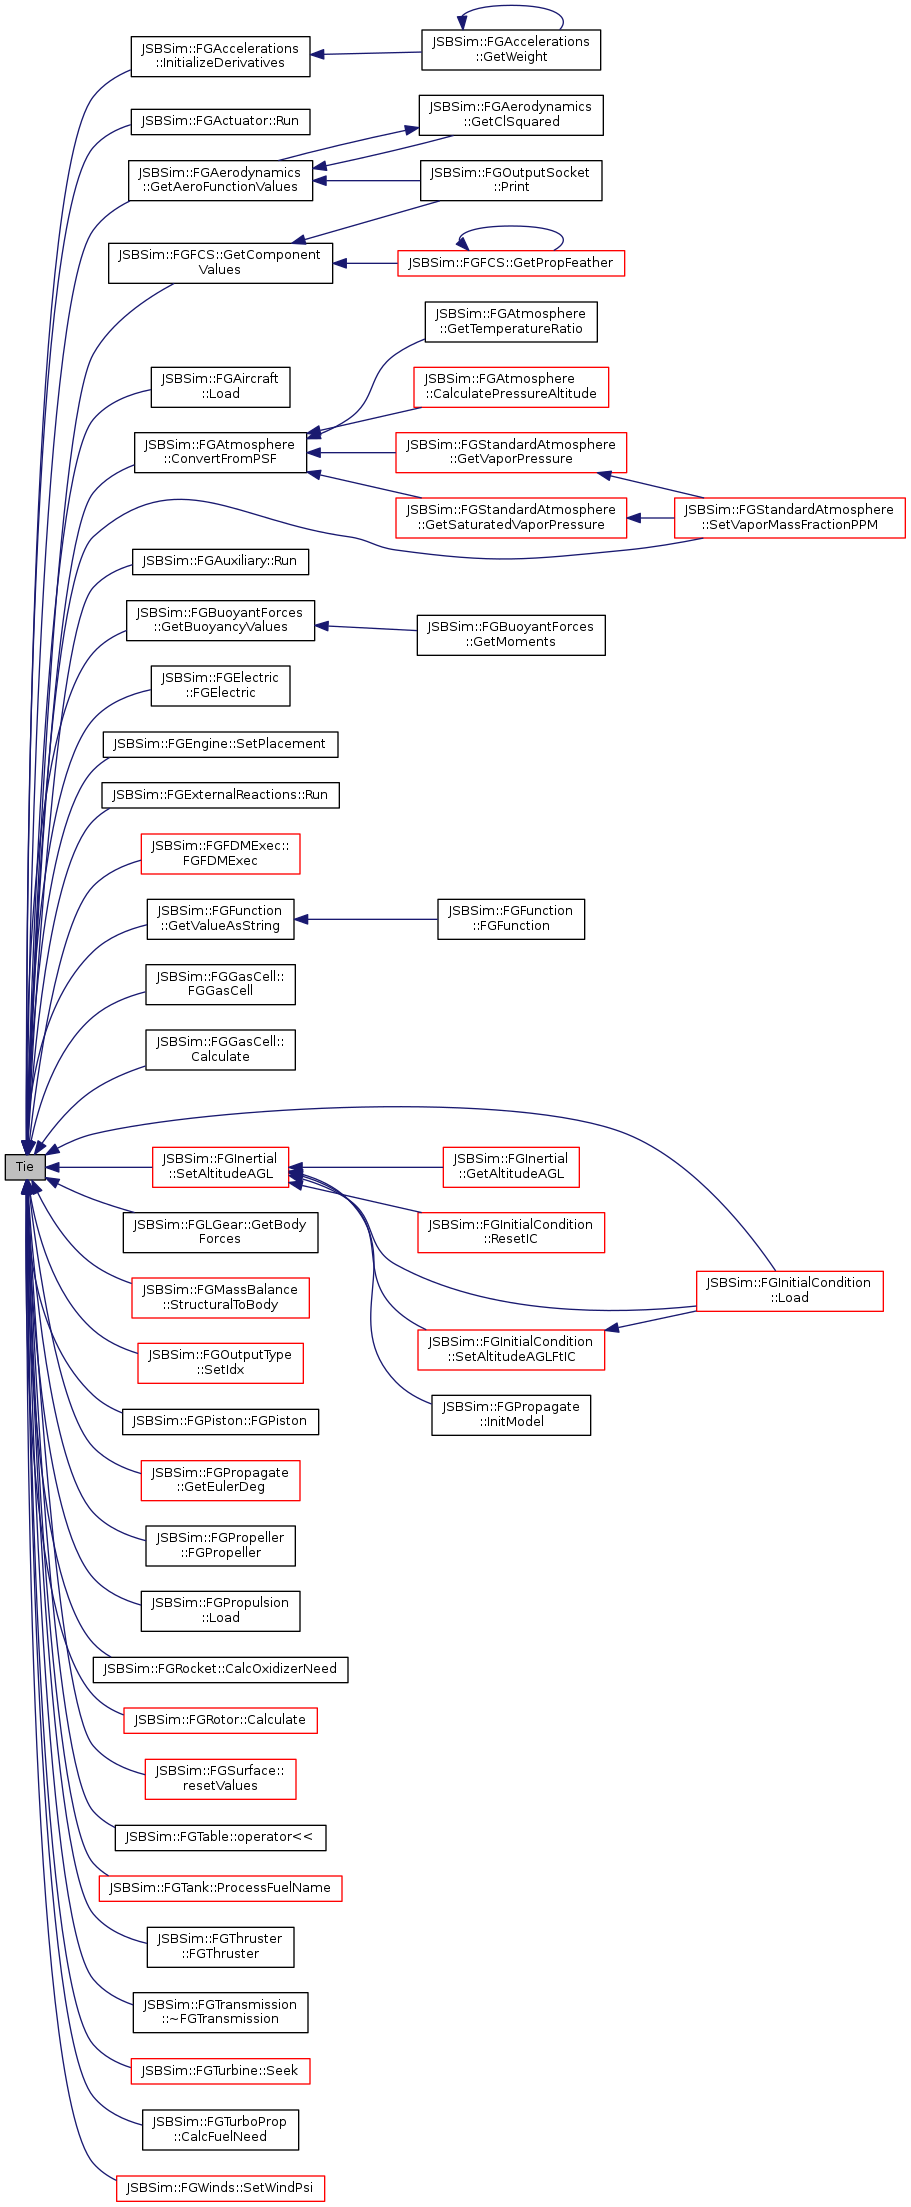 JSBSim::FGAccelerations
::InitializeDerivatives
JSBSim::FGAccelerations
::GetWeight
JSBSim::FGActuator::Run
JSBSim::FGAerodynamics
::GetClSquared
JSBSim::FGAerodynamics
::GetAeroFunctionValues
JSBSim::FGOutputSocket
::Print
JSBSim::FGFCS::GetComponent
Values
JSBSim::FGFCS::GetPropFeather
JSBSim::FGAtmosphere
::GetTemperatureRatio
JSBSim::FGAircraft
::Load
JSBSim::FGAtmosphere
::CalculatePressureAltitude
JSBSim::FGAtmosphere
::ConvertFromPSF
JSBSim::FGStandardAtmosphere
::GetVaporPressure
JSBSim::FGStandardAtmosphere
::GetSaturatedVaporPressure
JSBSim::FGStandardAtmosphere
::SetVaporMassFractionPPM
JSBSim::FGAuxiliary::Run
JSBSim::FGBuoyantForces
::GetBuoyancyValues
JSBSim::FGBuoyantForces
::GetMoments
JSBSim::FGElectric
::FGElectric
JSBSim::FGEngine::SetPlacement
JSBSim::FGExternalReactions::Run
JSBSim::FGFDMExec::
FGFDMExec
JSBSim::FGFunction
::GetValueAsString
JSBSim::FGFunction
::FGFunction
JSBSim::FGGasCell::
FGGasCell
JSBSim::FGGasCell::
Calculate
Tie
JSBSim::FGInertial
::SetAltitudeAGL
JSBSim::FGInertial
::GetAltitudeAGL
JSBSim::FGLGear::GetBody
Forces
JSBSim::FGInitialCondition
::ResetIC
JSBSim::FGMassBalance
::StructuralToBody
JSBSim::FGInitialCondition
::Load
JSBSim::FGOutputType
::SetIdx
JSBSim::FGInitialCondition
::SetAltitudeAGLFtIC
JSBSim::FGPiston::FGPiston
JSBSim::FGPropagate
::InitModel
JSBSim::FGPropagate
::GetEulerDeg
JSBSim::FGPropeller
::FGPropeller
JSBSim::FGPropulsion
::Load
JSBSim::FGRocket::CalcOxidizerNeed
JSBSim::FGRotor::Calculate
JSBSim::FGSurface::
resetValues
JSBSim::FGTable::operator<<
JSBSim::FGTank::ProcessFuelName
JSBSim::FGThruster
::FGThruster
JSBSim::FGTransmission
::~FGTransmission
JSBSim::FGTurbine::Seek
JSBSim::FGTurboProp
::CalcFuelNeed
JSBSim::FGWinds::SetWindPsi